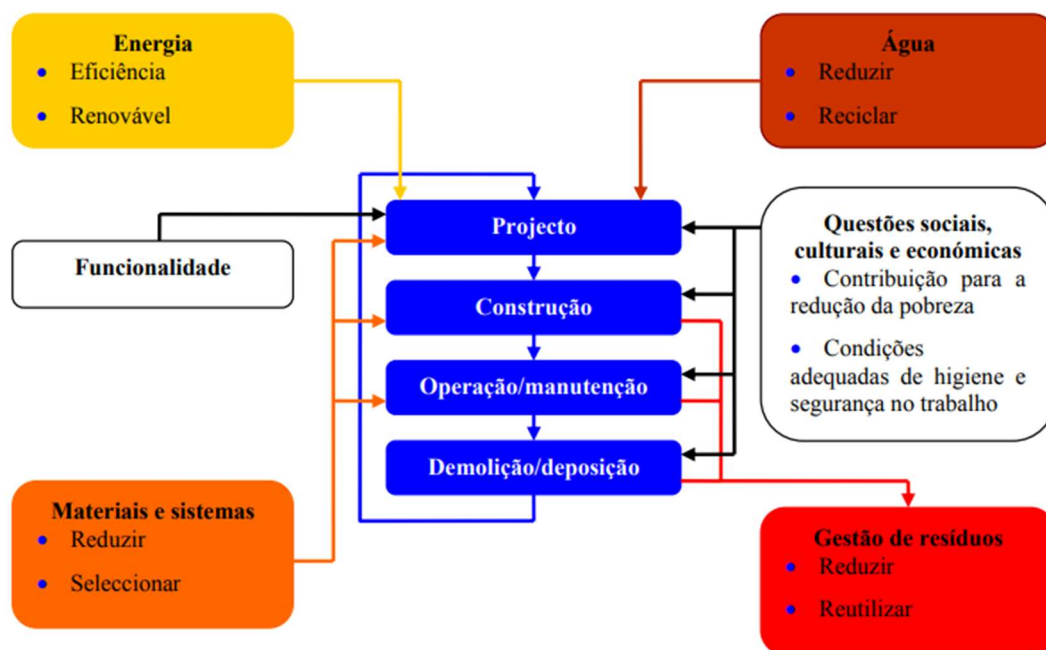 Energia
Eficiência
Renovável
Água
Reduzir
Reciclar
Funcionalidade
Projecto
Construção
Operação/manutenção
Demolição/deposição
Questões sociais,
culturais e económicas
Contribuição para a
redução da pobreza
Condições
adequadas de higiene e
segurança no trabalho
Materiais e sistemas
Reduzir
Seleccionar
Gestão de resíduos
Reduzir
Reutilizar